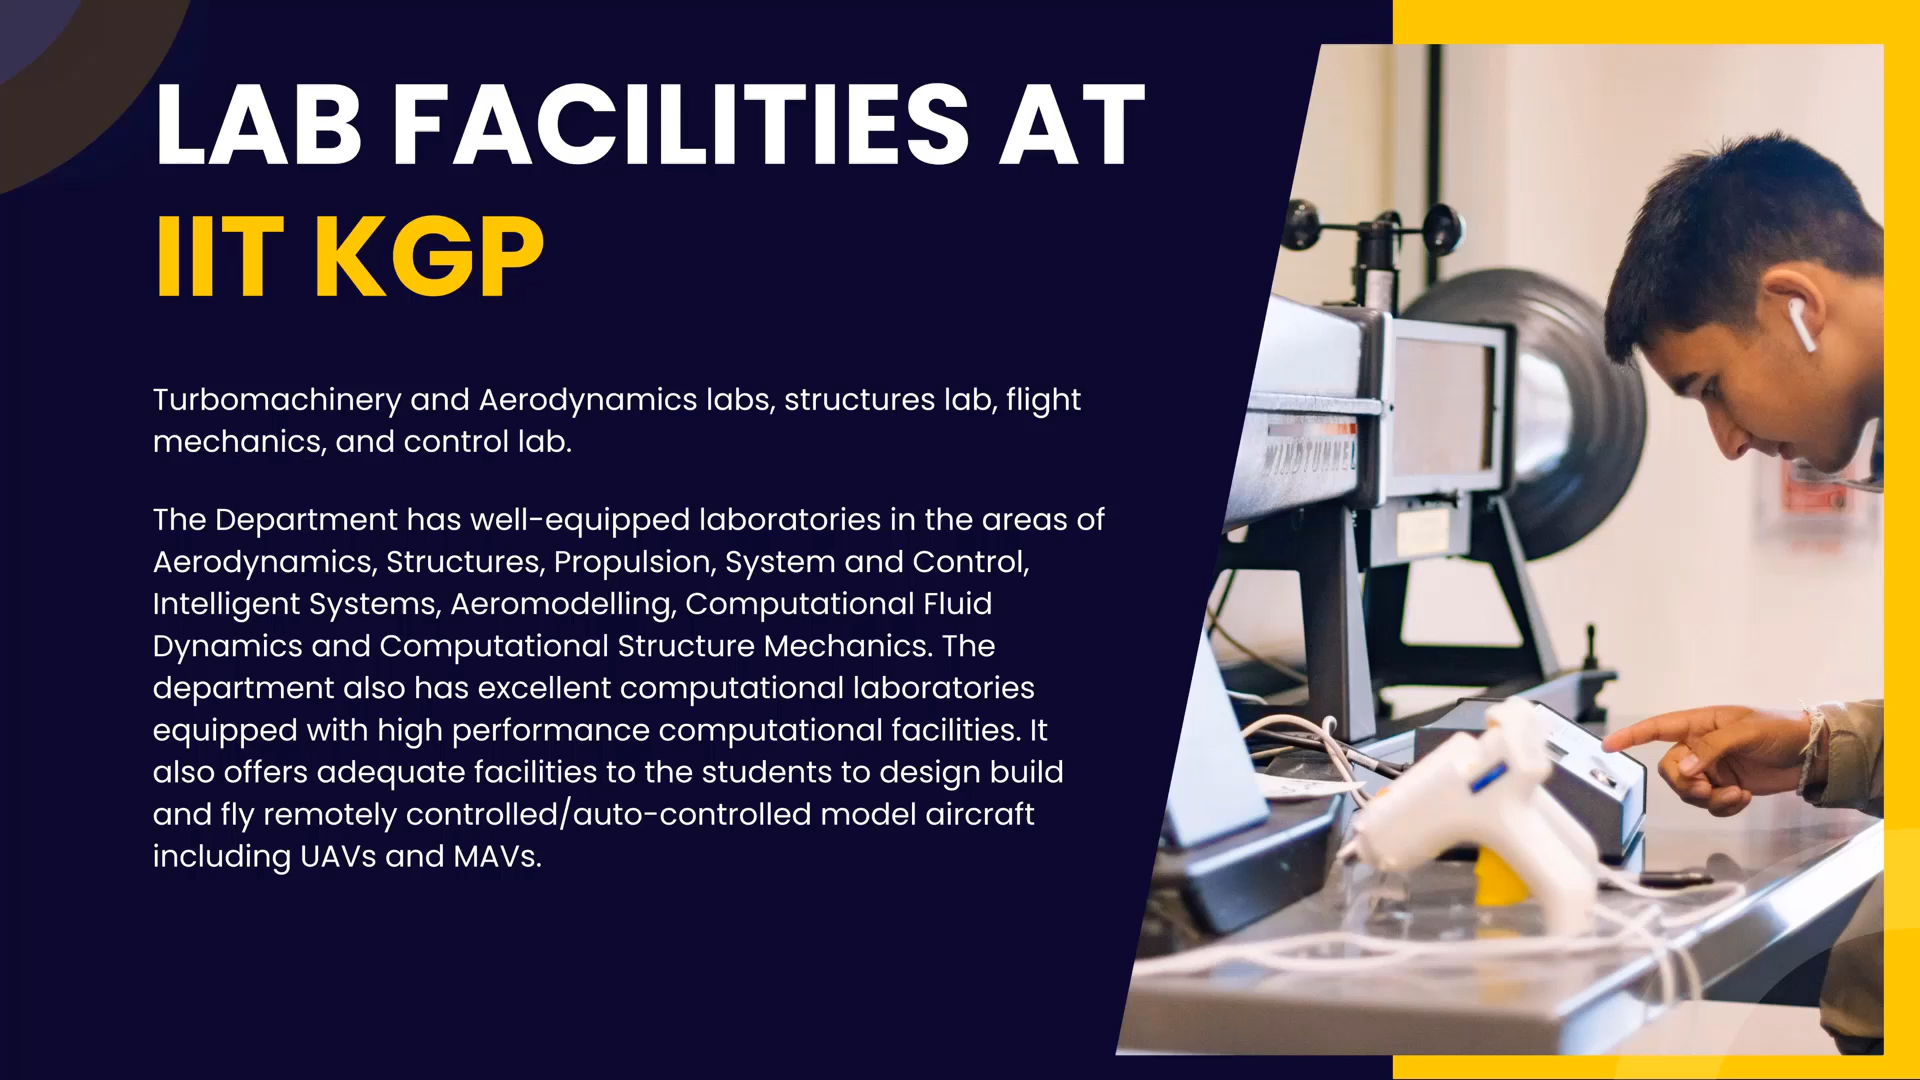 LAB FACILITIES AT
IIT KGP
Turbomachinery and Aerodynamics labs, structures lab, flight
mechanics, and control lab.
The Department has well-equipped laboratories in the areas of
Aerodynamics, Structures, Propulsion, System and Control,
Intelligent Systems, Aeromodelling, Computational Fluid
Dynamics and Computational Structure Mechanics. The
department also has excellent computational laboratories
equipped with high performance computational facilities. It
also offers adequate facilities to the students to design build
and fly remotely controlled/auto-controlled model aircraft
including UAVs and MAVs.
WINDTUNNEL